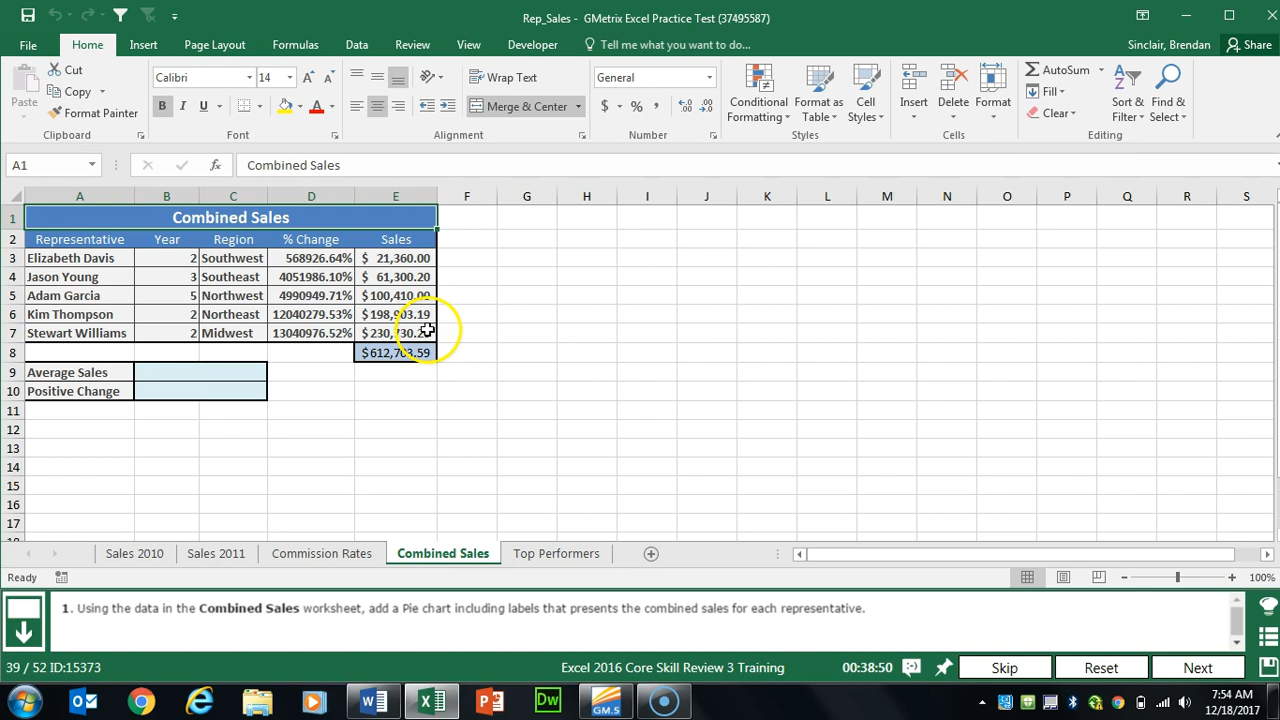 Rep_Sales - GMetrix Excel Practice Test (37495587)
File Home Insert Page Layout Formulas Data Review View Developer Tell me what you want to do... Sinclair, Brendan Share
Paste Cut Copy Format Painter Clipboard
Calibri 14 B I U A Font
Wrap Text Merge & Center Alignment
General $ % , Number
Conditional Formatting Format as Table Cell Styles Styles
Insert Delete Format Cells
AutoSum Fill Clear Sort & Filter Find & Select Editing
A1 fx Combined Sales
A B C D E F G H I J K L M N O P Q R S
1 Combined Sales
2 Representative Year Region % Change Sales
3 Elizabeth Davis 2 Southwest 568926.64% $ 21,360.00
4 Jason Young 3 Southeast 4051986.10% $ 61,300.20
5 Adam Garcia 5 Northwest 4990949.71% $100,410.00
6 Kim Thompson 2 Northeast 12040279.53% $198,903.19
7 Stewart Williams 2 Midwest 13040976.52%
8 $612,703.59
9 Average Sales
10 Positive Change
11
12
13
14
15
16
17
Sales 2010 Sales 2011 Commission Rates Combined Sales Top Performers
Ready 100%
1. Using the data in the Combined Sales worksheet, add a Pie chart including labels that presents the combined sales for each representative.
39 / 52 ID:15373 Excel 2016 Core Skill Review 3 Training 00:38:50 Skip Reset Next
Dw GM.5 7:54 AM
12/18/2017